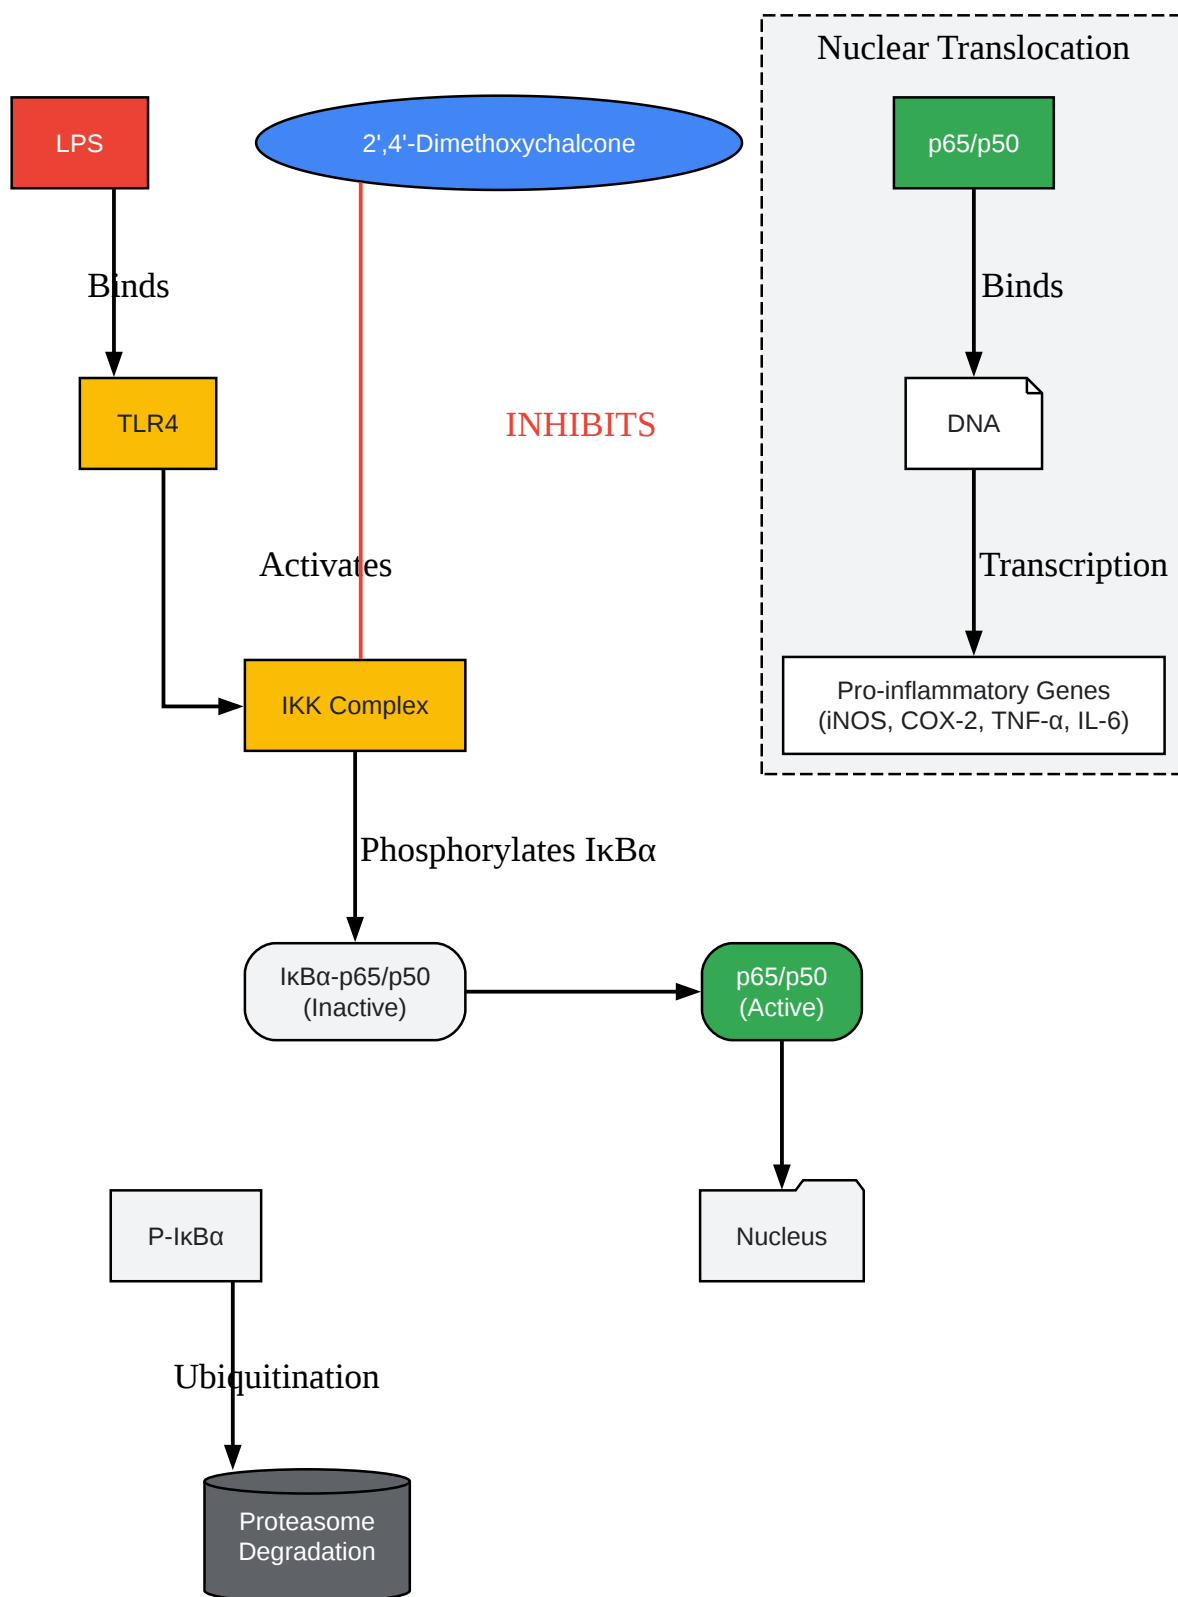 Nuclear Translocation
LPS
2',4'-Dimethoxychalcone
p65/p50
Binds
Binds
TLR4
INHIBITS
DNA
Activates
Transcription
IKK Complex
Pro-inflammatory Genes
(iNOS, COX-2, TNF-α, IL-6)
Phosphorylates IκBα
IκBα-p65/p50
(Inactive)
p65/p50
(Active)
P-IκBα
Nucleus
Ubiquitination
Proteasome
Degradation